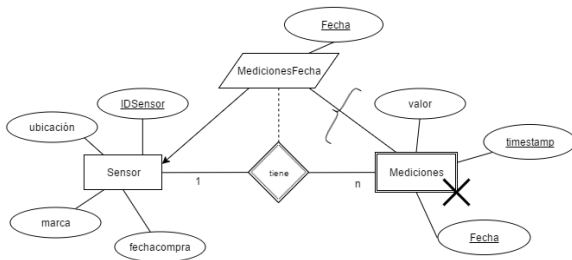 Fecha
MedicionesFecha
IDSensor
valor
ubicación
timestamp
Sensor
tiene
Mediciones
1
n
marca
Fecha
fechacompra